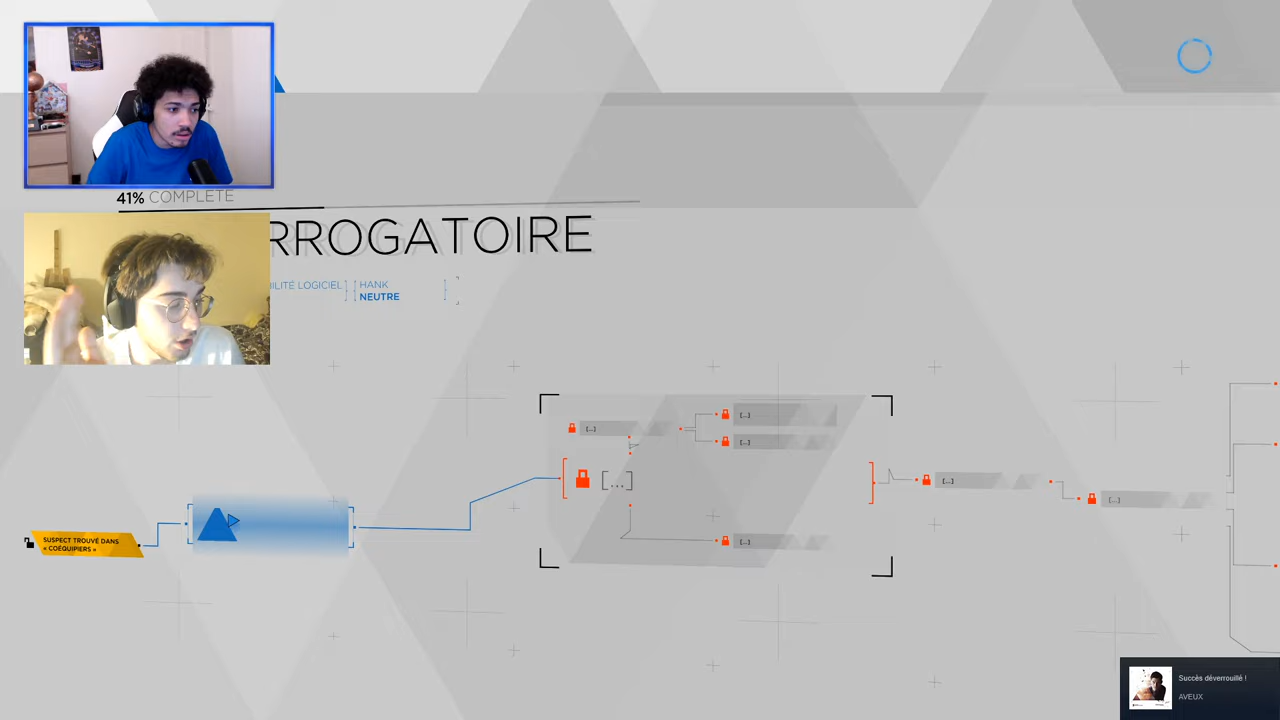 41% COMPLÉTÉ
RROGATOIRE
ILITÉ LOGICIEL
HANK
NEUTRE
[...]
[...]
[...]
[...]
[...]
[...]
[...]
SUSPECT TROUVÉ DANS
« COÉQUIPIERS »
Succès déverrouillé !
AVEUX